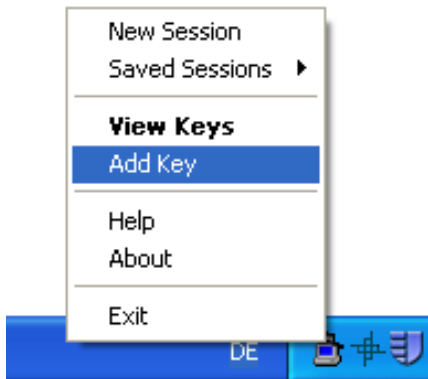 New Session
Saved Sessions
View Keys
Add Key
Help
About
Exit
DE